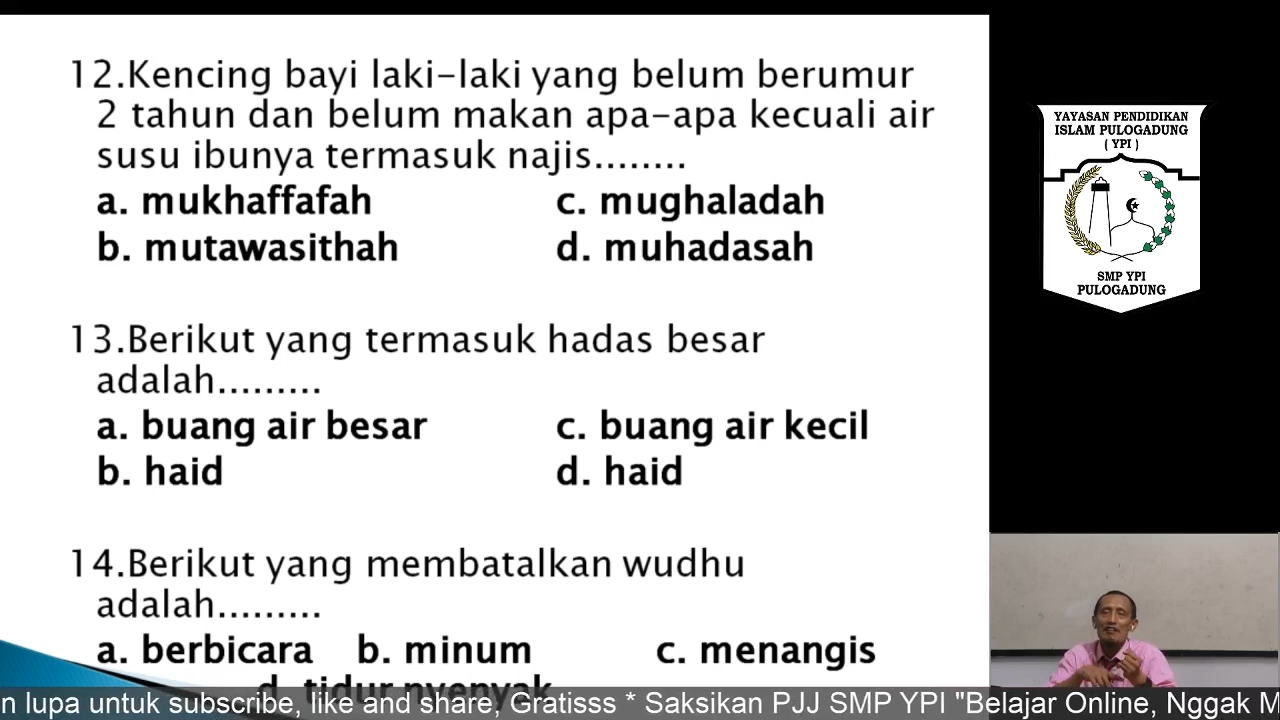 12.Kencing bayi laki-laki yang belum berumur
2 tahun dan belum makan apa-apa kecuali air
susu ibunya termasuk najis........
a. mukhaffafah c. mughaladah
b. mutawasithah d. muhadasah
13.Berikut yang termasuk hadas besar
adalah.........
a. buang air besar c. buang air kecil
b. haid d. haid
14.Berikut yang membatalkan wudhu
adalah.........
a. berbicara b. minum c. menangis
d. tidur nyenyak
YAYASAN PENDIDIKAN
ISLAM PULOGADUNG
( YPI )
SMP YPI
PULOGADUNG
n lupa untuk subscribe, like and share, Gratisss * Saksikan PJJ SMP YPI "Belajar Online, Nggak M